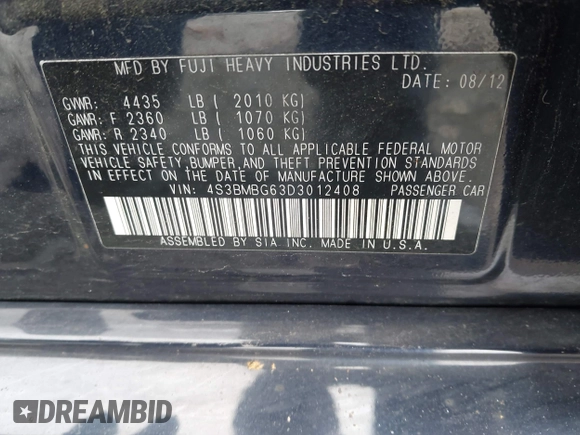 MFD BY FUJI HEAVY INDUSTRIES LTD.
DATE: 08/12
GVWR: 4435 LB ( 2010 KG)
GAWR: F 2360 LB ( 1070 KG)
GAWR: R 2340 LB ( 1060 KG)
THIS VEHICLE CONFORMS TO ALL APPLICABLE FEDERAL MOTOR
VEHICLE SAFETY,BUMPER,AND THEFT PREVENTION STANDARDS
IN EFFECT ON THE DATE OF MANUFACTURE SHOWN ABOVE.
VIN: 4S3BMBG63D3012408 PASSENGER CAR
ASSEMBLED BY SIA INC. MADE IN U.S.A.
DREAMBID